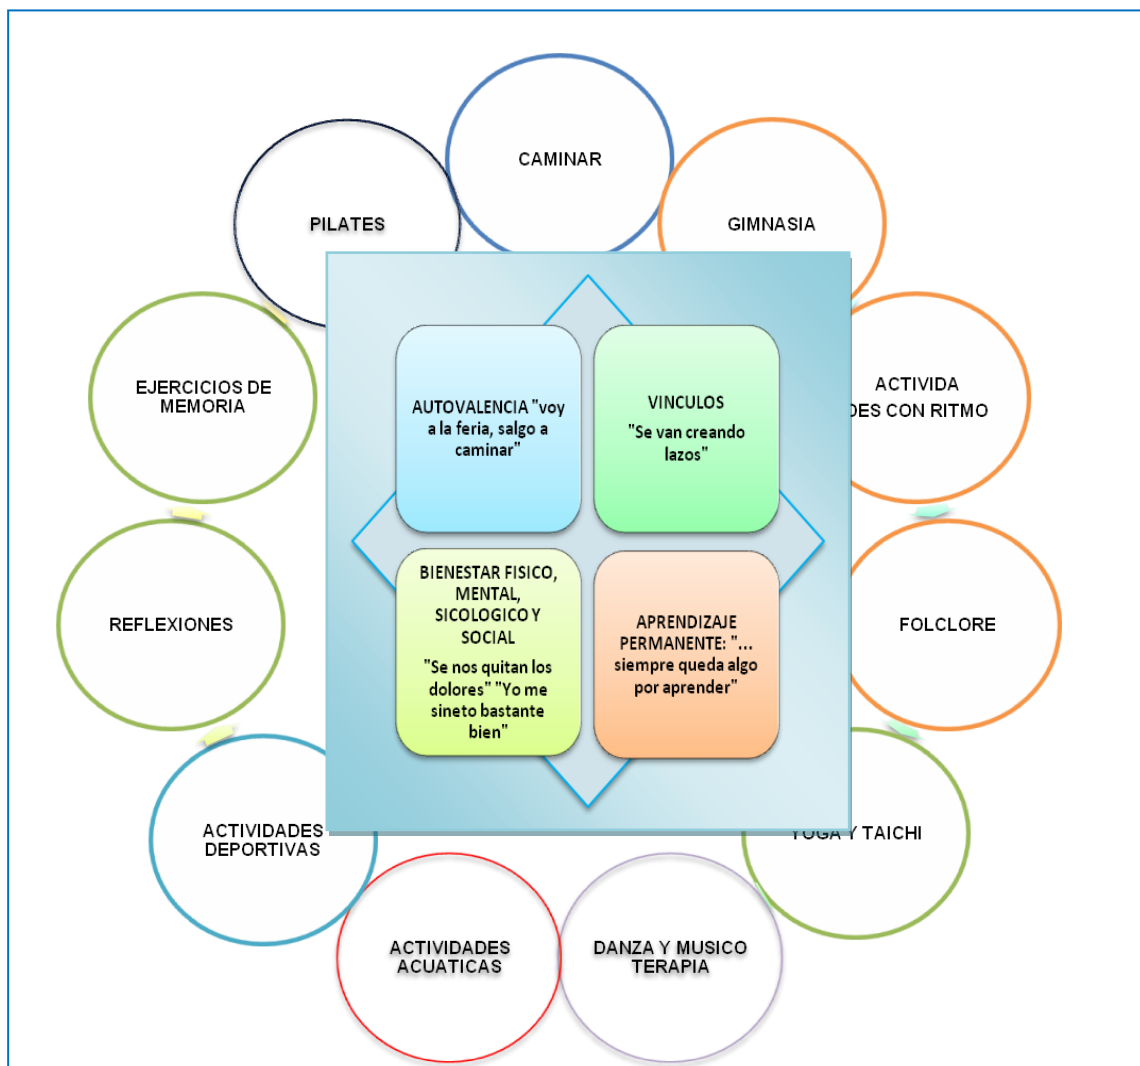 CAMINAR
PILATES
GIMNASIA
EJERCICIOS DE
MEMORIA
ACTIVIDA
DES CON RITMO
REFLEXIONES
FOLCLORE
ACTIVIDADES
DEPORTIVAS
YOGA Y TAICHI
ACTIVIDADES
ACUATICAS
DANZA Y MUSICO
TERAPIA
AUTOVALENCIA "voy
a la feria, salgo a
caminar"
VINCULOS
"Se van creando
lazos"
BIENESTAR FISICO,
MENTAL,
SICOLOGICO Y
SOCIAL
"Se nos quitan los
dolores" "Yo me
sineto bastante
bien"
APRENDIZAJE
PERMANENTE: "...
siempre queda algo
por aprender"